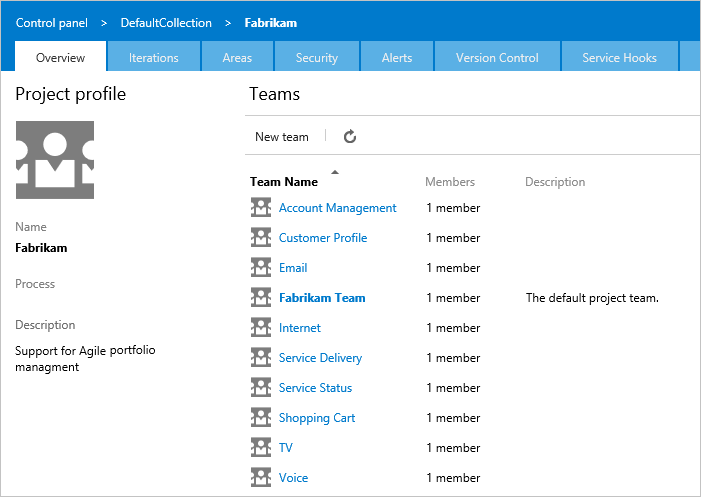 Control panel > DefaultCollection > Fabrikam
Overview Iterations Areas Security Alerts Version Control Service Hooks
Project profile
Name
Fabrikam
Process
Description
Support for Agile portfolio
managment
Teams
New team
Team Name Members Description
Account Management 1 member
Customer Profile 1 member
Email 1 member
Fabrikam Team 1 member The default project team.
Internet 1 member
Service Delivery 1 member
Service Status 1 member
Shopping Cart 1 member
TV 1 member
Voice 1 member